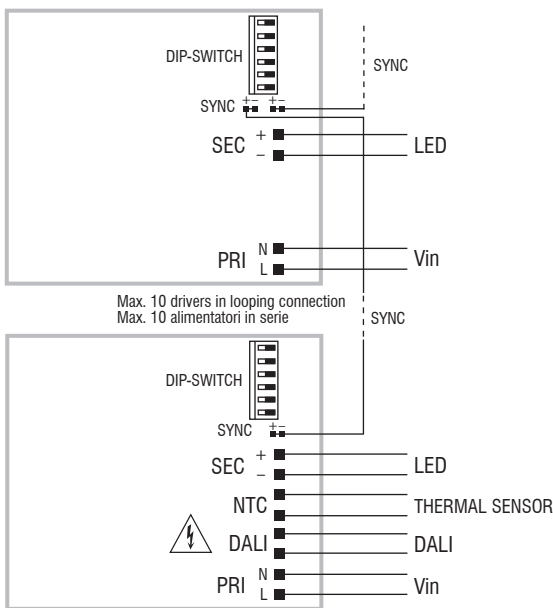 DIP-SWITCH
SYNC
SYNC + - + -
SEC + - LED
PRI N L Vin
Max. 10 drivers in looping connection
Max. 10 alimentatori in serie
SYNC
DIP-SWITCH
SYNC + -
SEC + - LED
NTC THERMAL SENSOR
DALI DALI
PRI N L Vin